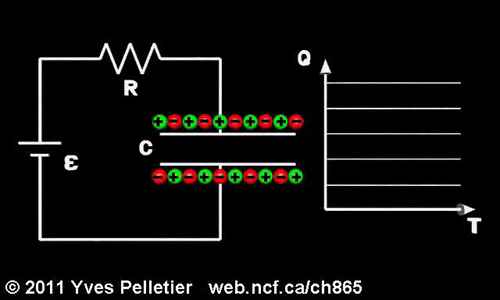 Q
R
C
ε
T
© 2011 Yves Pelletier web.ncf.ca/ch865